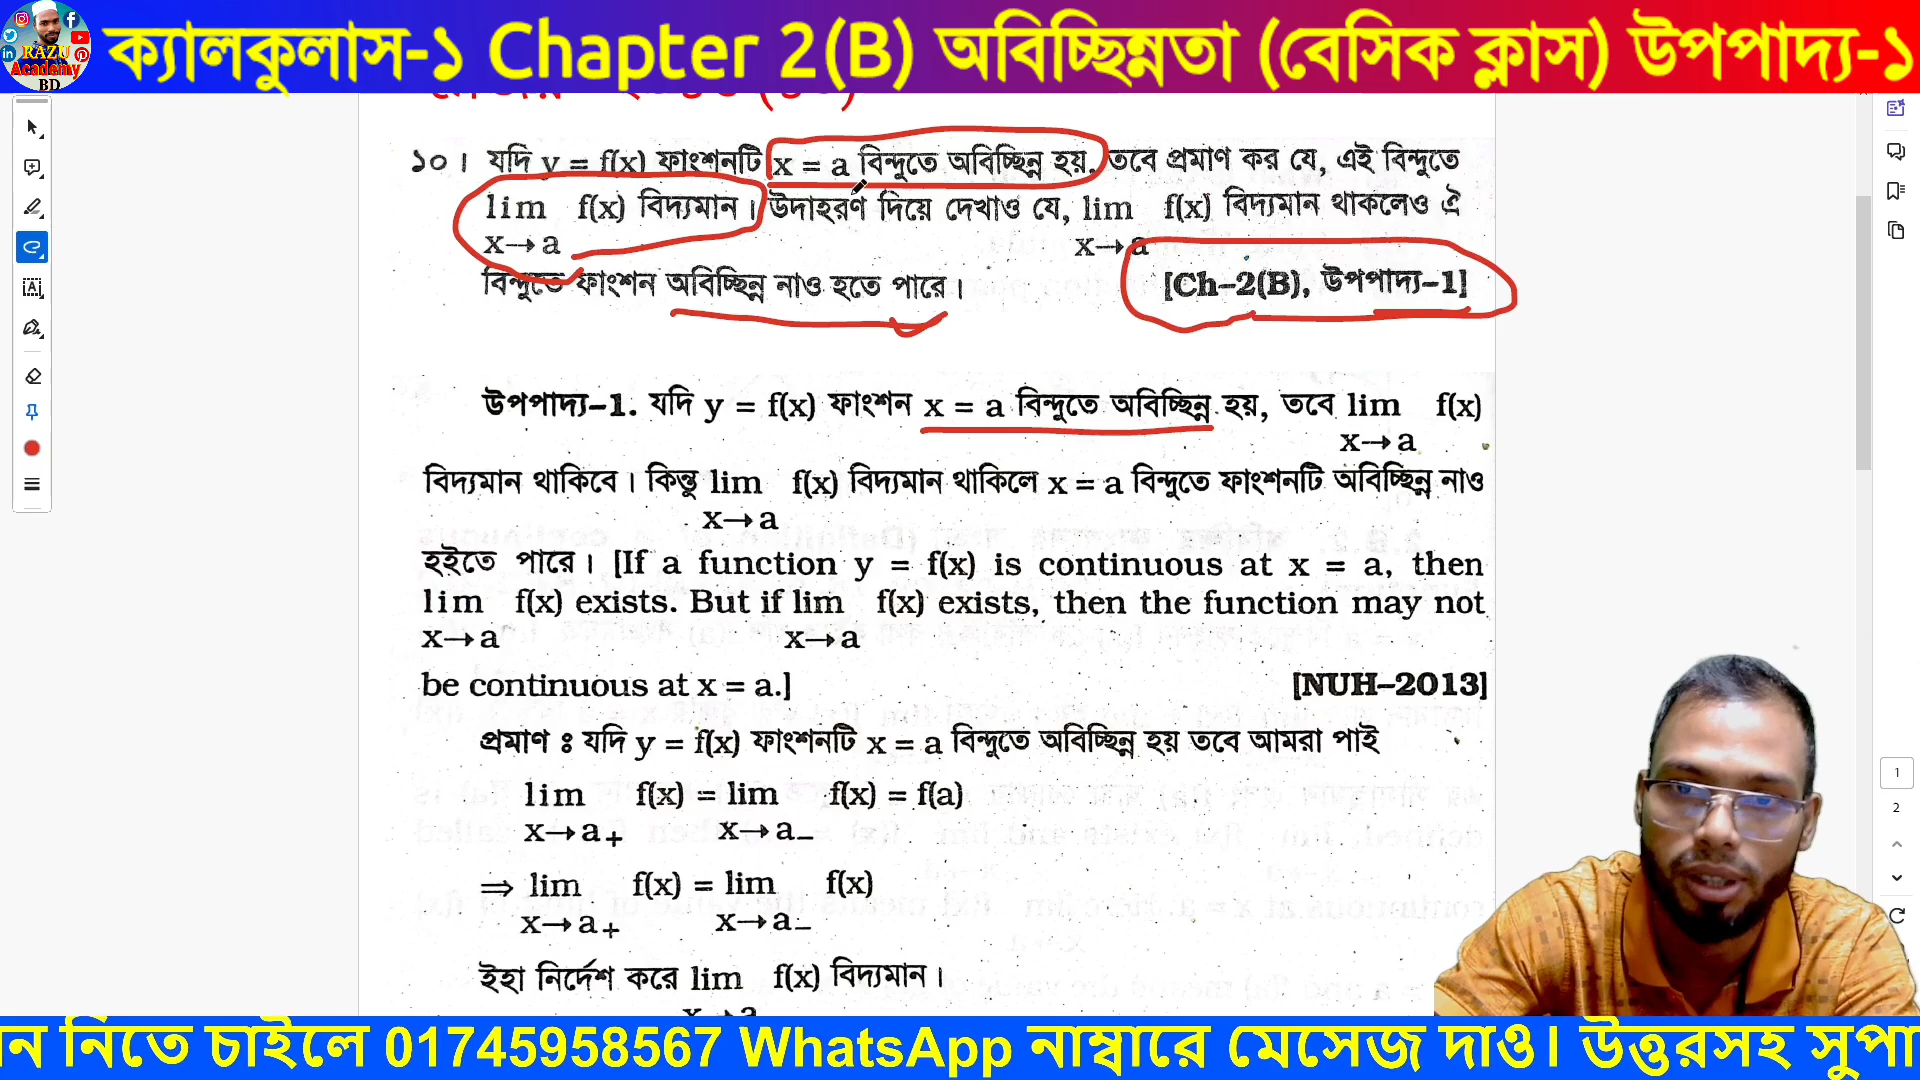 RAZU
Academy
BD.
ক্যালকুলাস-১ Chapter 2(B) অবিচ্ছিন্নতা (বেসিক ক্লাস) উপপাদ্য-১
১০। যদি y = f(x) ফাংশনটি x = a বিন্দুতে অবিচ্ছিন্ন হয়, তবে প্রমাণ কর যে, এই বিন্দুতে
lim f(x) বিদ্যমান। উদাহরণ দিয়ে দেখাও যে, lim f(x) বিদ্যমান থাকলেও ঐ
x→a x→a
বিন্দুতে ফাংশন অবিচ্ছিন্ন নাও হতে পারে। [Ch–2(B), উপপাদ্য–1]
উপপাদ্য–1. যদি y = f(x) ফাংশন x = a বিন্দুতে অবিচ্ছিন্ন হয়, তবে lim f(x)
x→a
বিদ্যমান থাকিবে। কিন্তু lim f(x) বিদ্যমান থাকিলে x = a বিন্দুতে ফাংশনটি অবিচ্ছিন্ন নাও
x→a
হইতে পারে। [If a function y = f(x) is continuous at x = a, then
lim f(x) exists. But if lim f(x) exists, then the function may not
x→a x→a
be continuous at x = a.] [NUH–2013]
প্রমাণ ঃ যদি y = f(x) ফাংশনটি x = a বিন্দুতে অবিচ্ছিন্ন হয় তবে আমরা পাই
lim f(x) = lim f(x) = f(a)
x→a+ x→a–
⇒ lim f(x) = lim f(x)
x→a+ x→a–
ইহা নির্দেশ করে lim f(x) বিদ্যমান।
x→a
1
2
ন নিতে চাইলে 01745958567 WhatsApp নাম্বারে মেসেজ দাও। উত্তরসহ সুপা